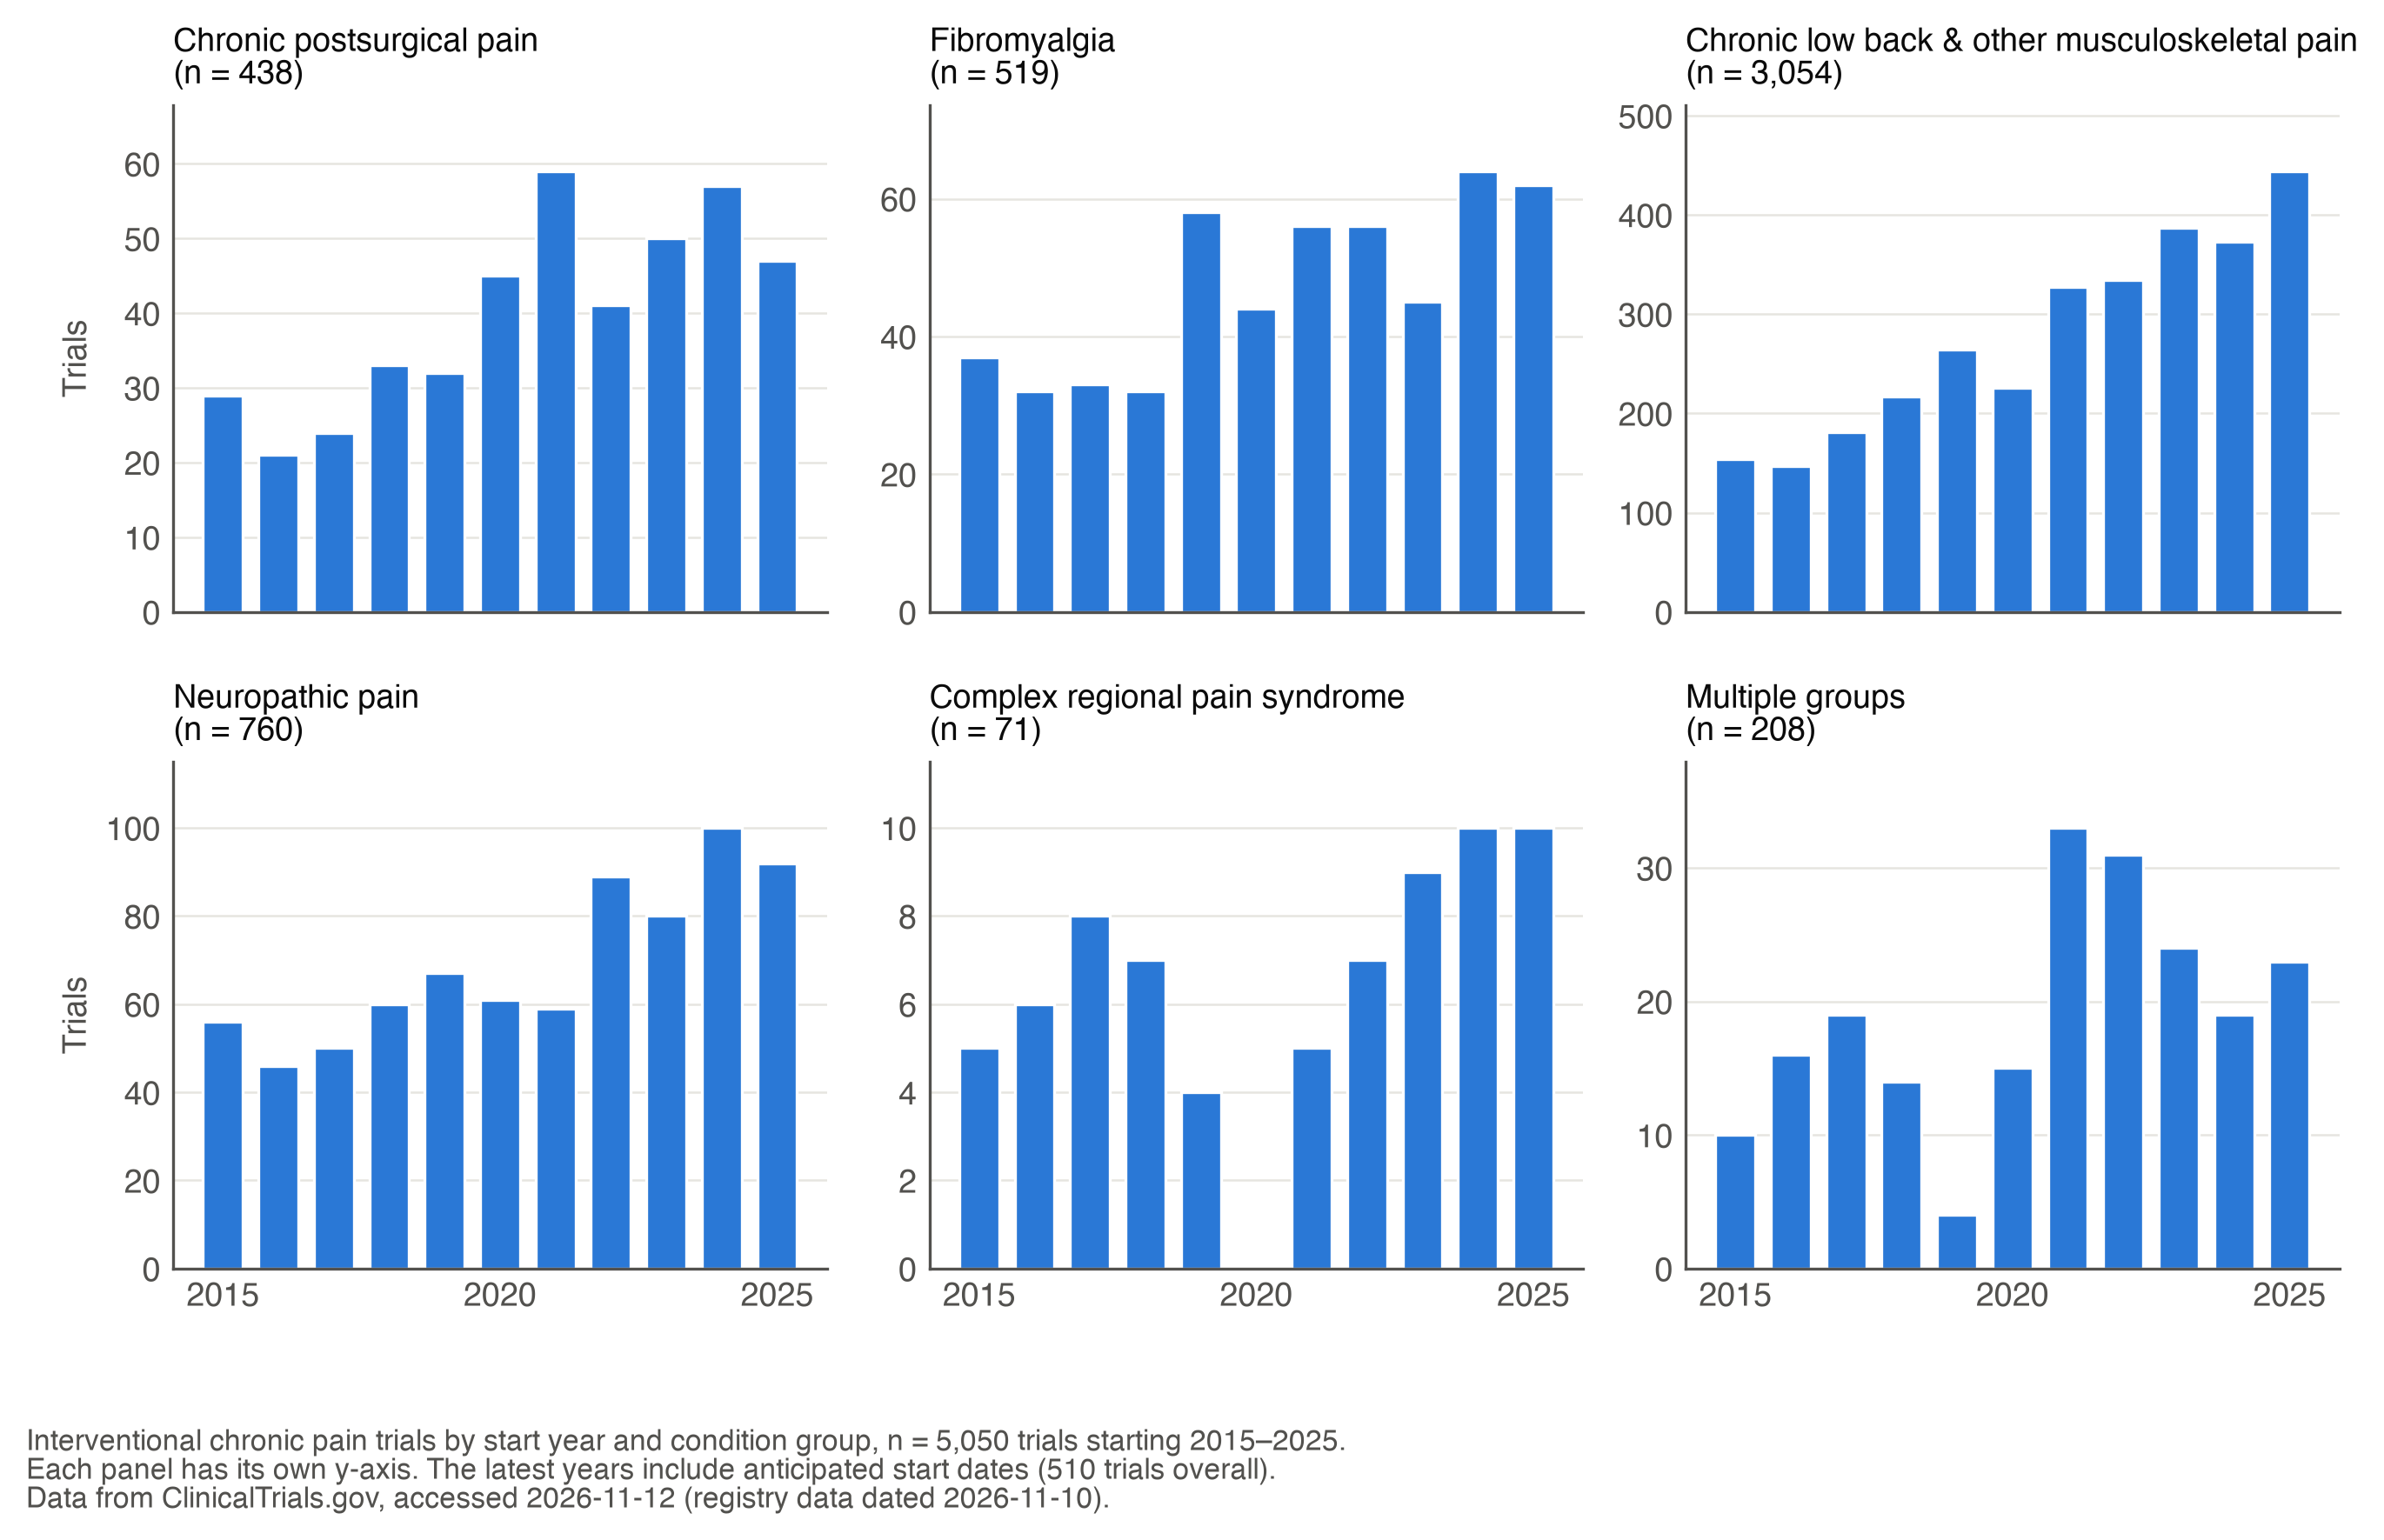 Chronic postsurgical pain
(n = 438)
Trials
60
50
40
30
20
10
0
Fibromyalgia
(n = 519)
60
40
20
0
Chronic low back & other musculoskeletal pain
(n = 3,054)
500
400
300
200
100
0
Neuropathic pain
(n = 760)
Trials
100
80
60
40
20
0
2015 2020 2025
Complex regional pain syndrome
(n = 71)
10
8
6
4
2
0
2015 2020 2025
Multiple groups
(n = 208)
30
20
10
0
2015 2020 2025
Interventional chronic pain trials by start year and condition group, n = 5,050 trials starting 2015–2025.
Each panel has its own y-axis. The latest years include anticipated start dates (510 trials overall).
Data from ClinicalTrials.gov, accessed 2026-11-12 (registry data dated 2026-11-10).